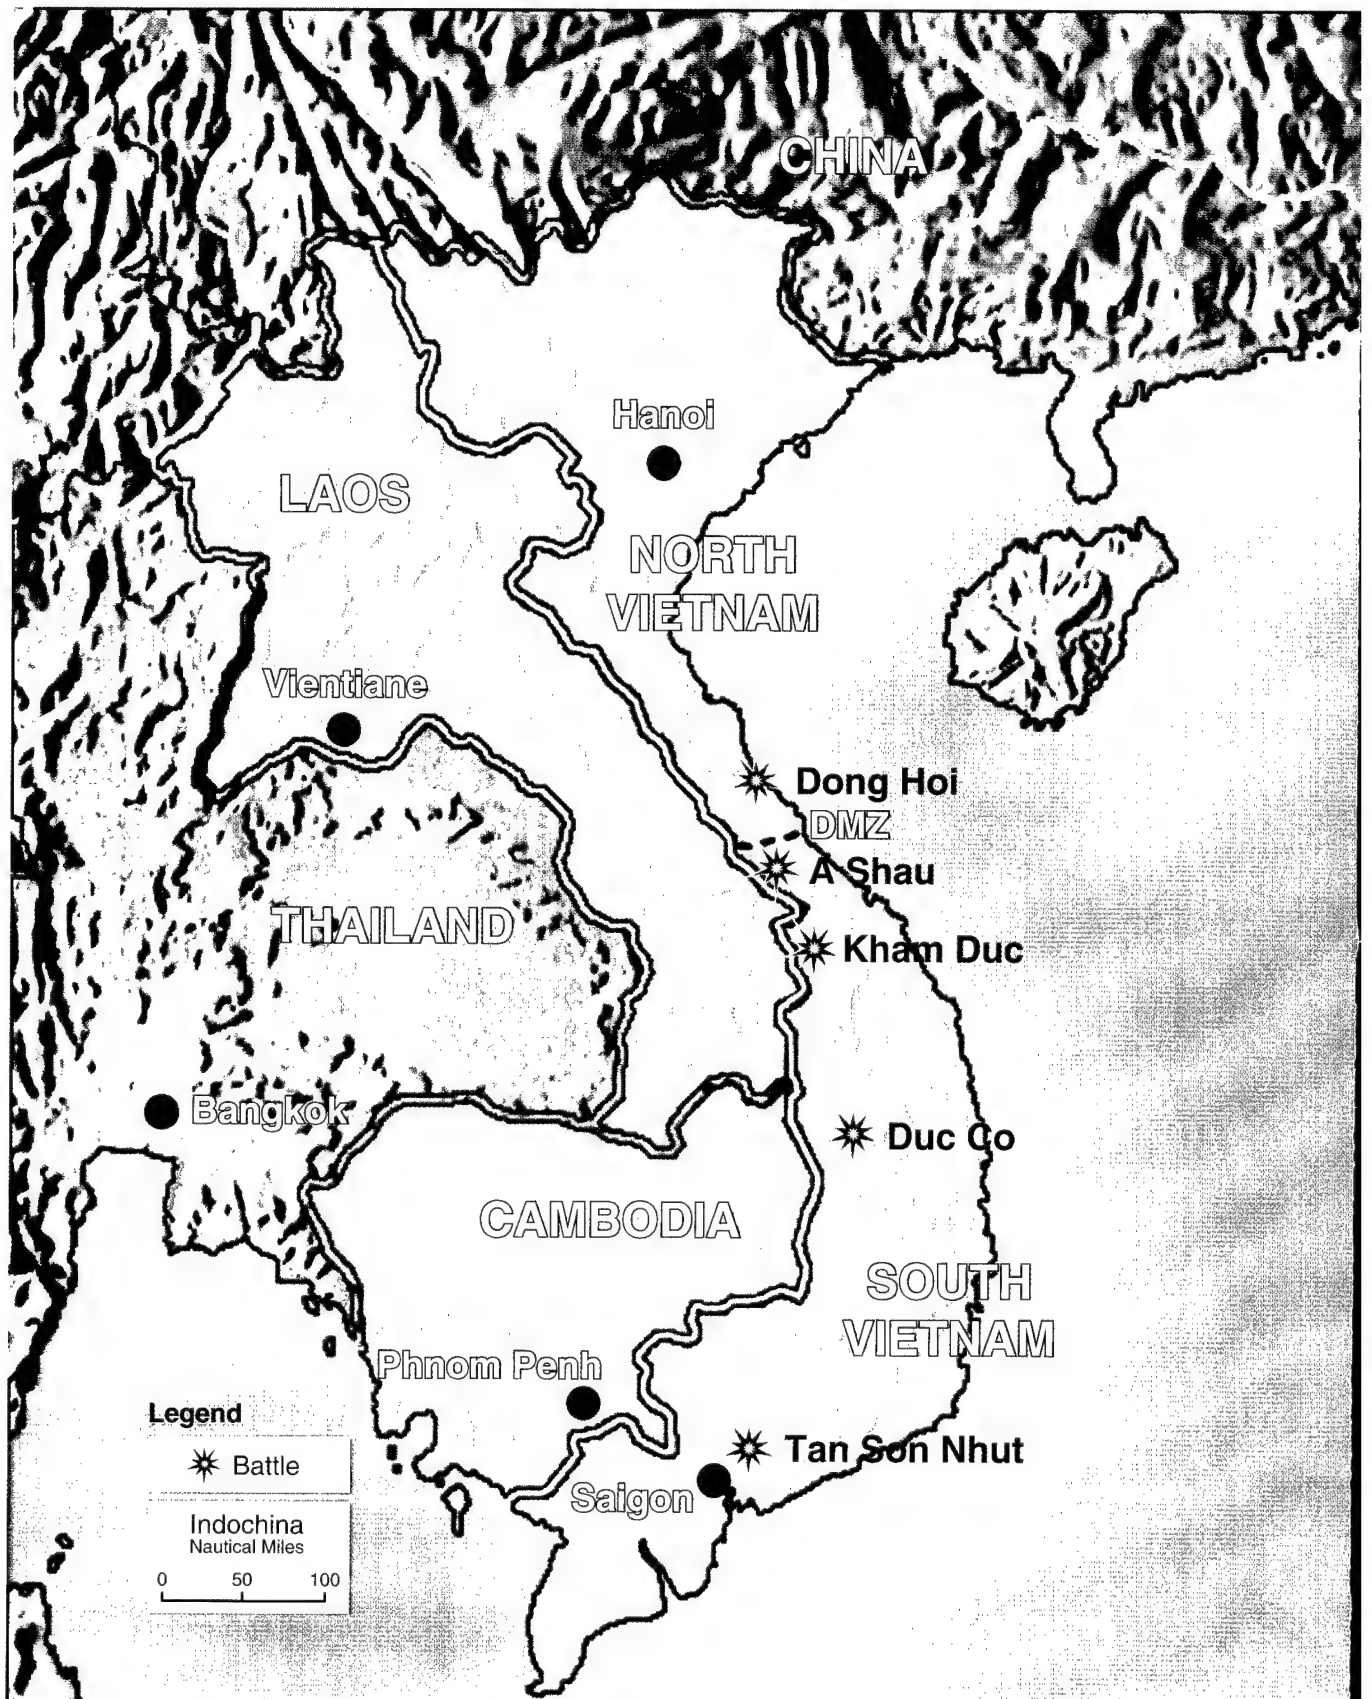 CHINA
Hanoi
LAOS
NORTH
VIETNAM
Vientiane
Dong Hoi
DMZ
A Shau
THAILAND
Kham Duc
Bangkok
Duc Co
CAMBODIA
SOUTH
VIETNAM
Phnom Penh
Legend
Battle
Tan Son Nhut
Saigon
Indochina
Nautical Miles
0 50 100